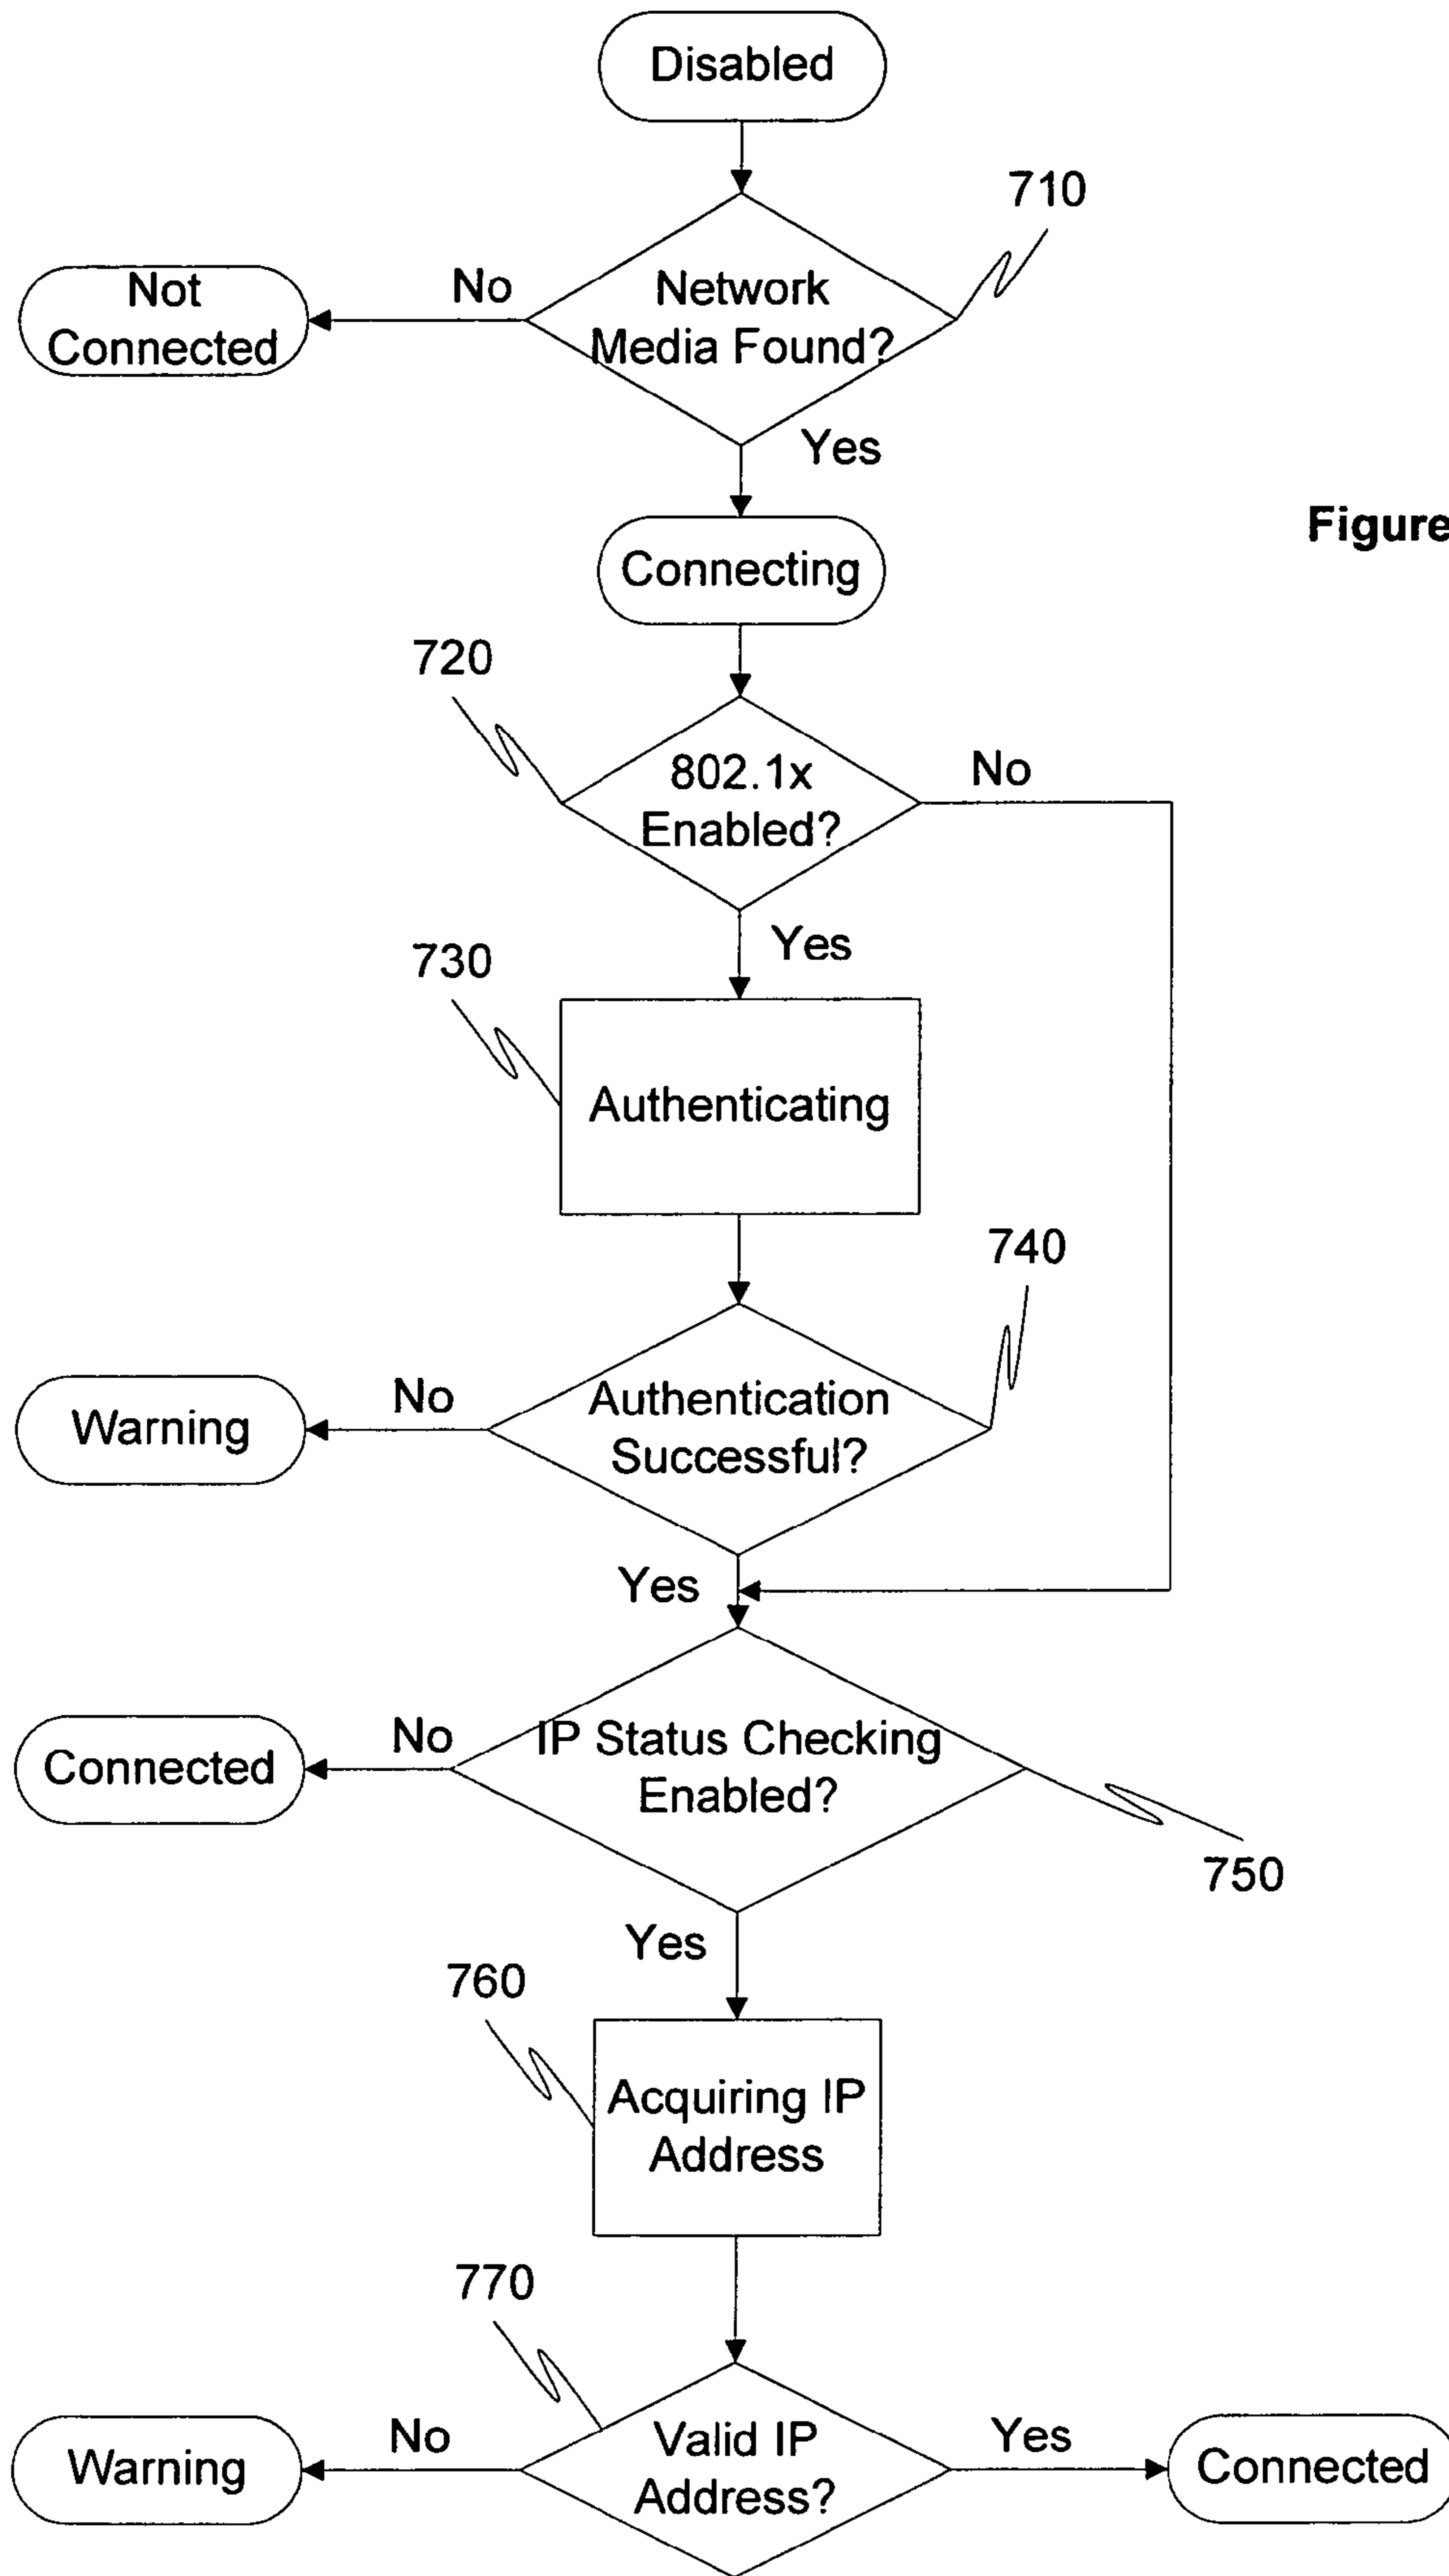 Disabled
710
No
Not
Connected
Network
Media Found?
Yes
Figure
Connecting
720
802.1x
Enabled?
No
Yes
730
Authenticating
740
No
Warning
Authentication
Successful?
Yes
No
Connected
IP Status Checking
Enabled?
750
Yes
760
Acquiring IP
Address
770
No
Warning
Valid IP
Address?
Yes
Connected